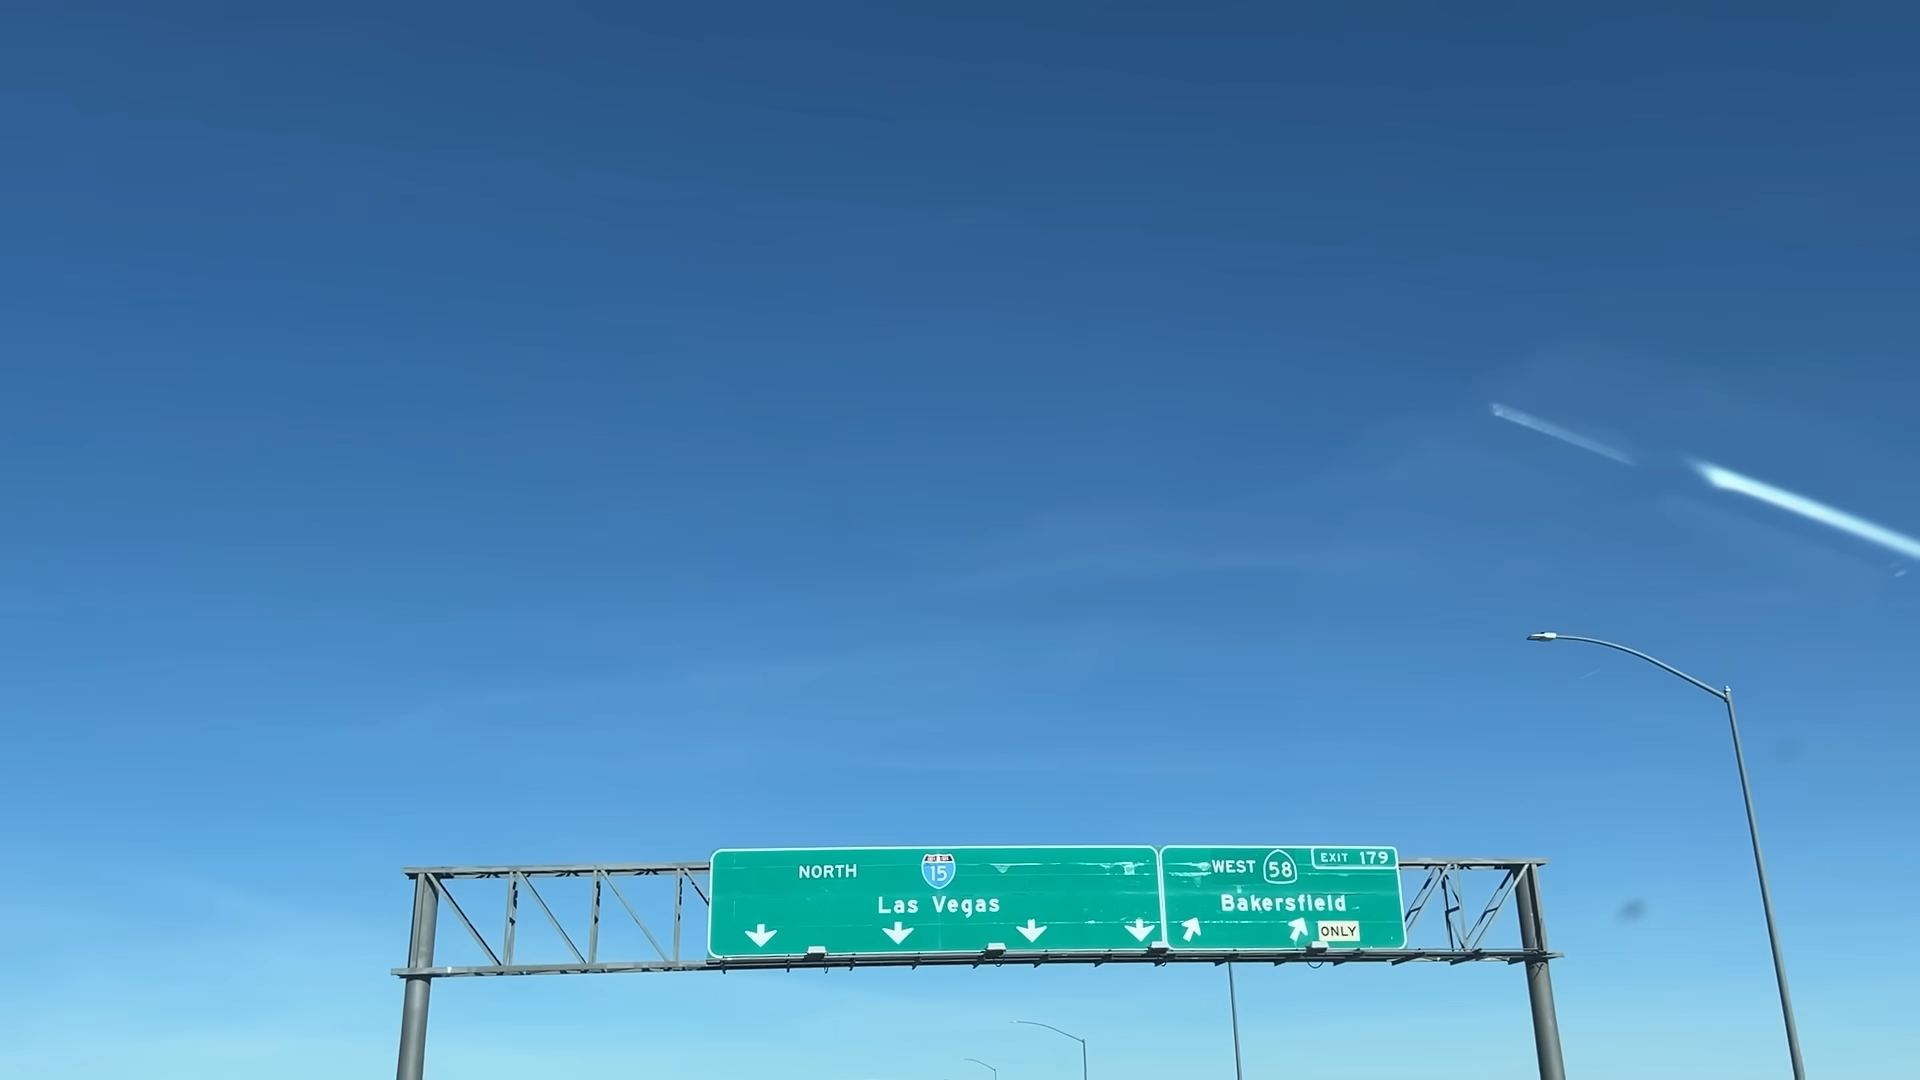 NORTH 15
Las Vegas
EXIT 179
WEST 58
Bakersfield
ONLY